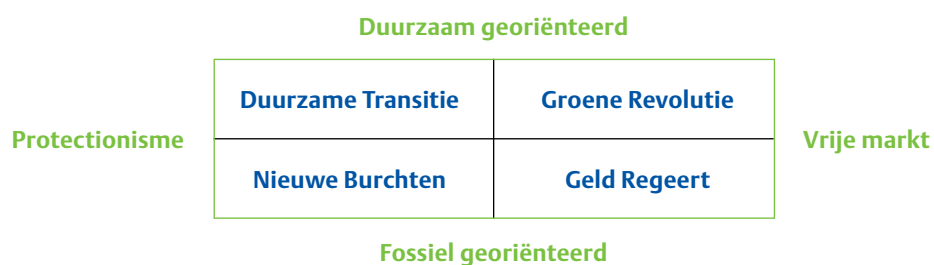 Duurzaam georiënteerd
Duurzame Transitie
Groene Revolutie
Protectionisme
Vrije markt
Nieuwe Burchten
Geld Regeert
Fossiel georiënteerd